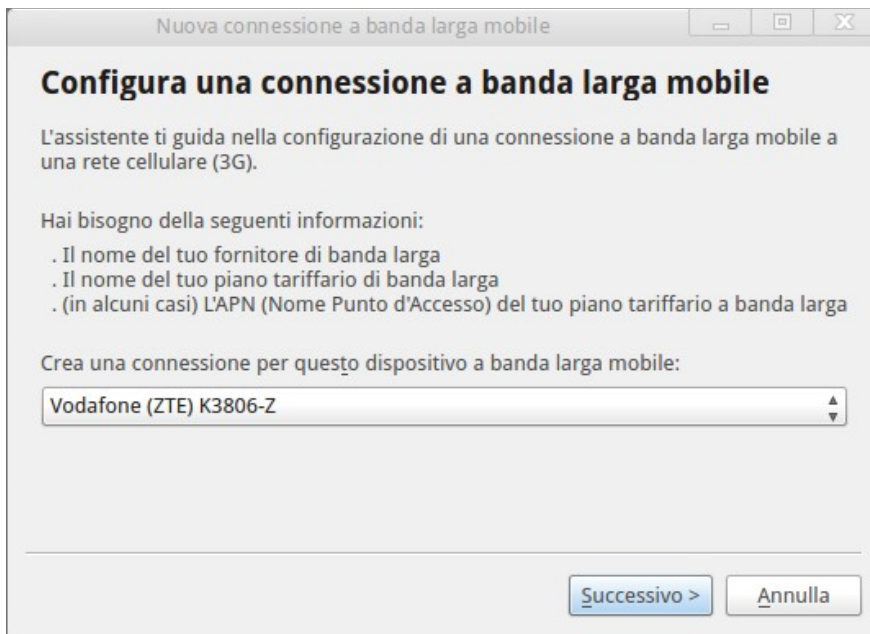 Nuova connessione a banda larga mobile
Configura una connessione a banda larga mobile
L'assistente ti guida nella configurazione di una connessione a banda larga mobile a
una rete cellulare (3G).
Hai bisogno della seguenti informazioni:
. Il nome del tuo fornitore di banda larga
. Il nome del tuo piano tariffario di banda larga
. (in alcuni casi) L'APN (Nome Punto d'Accesso) del tuo piano tariffario a banda larga
Crea una connessione per questo dispositivo a banda larga mobile:
Vodafone (ZTE) K3806-Z
Successivo > Annulla